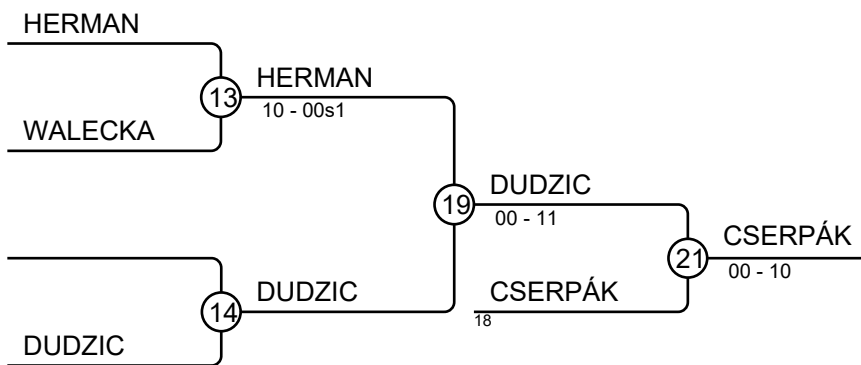 HERMAN
13
HERMAN
10 - 00s1
WALECKA
19
DUDZIC
00 - 11
21
CSERPÁK
00 - 10
14
DUDZIC
CSERPÁK
18
DUDZIC